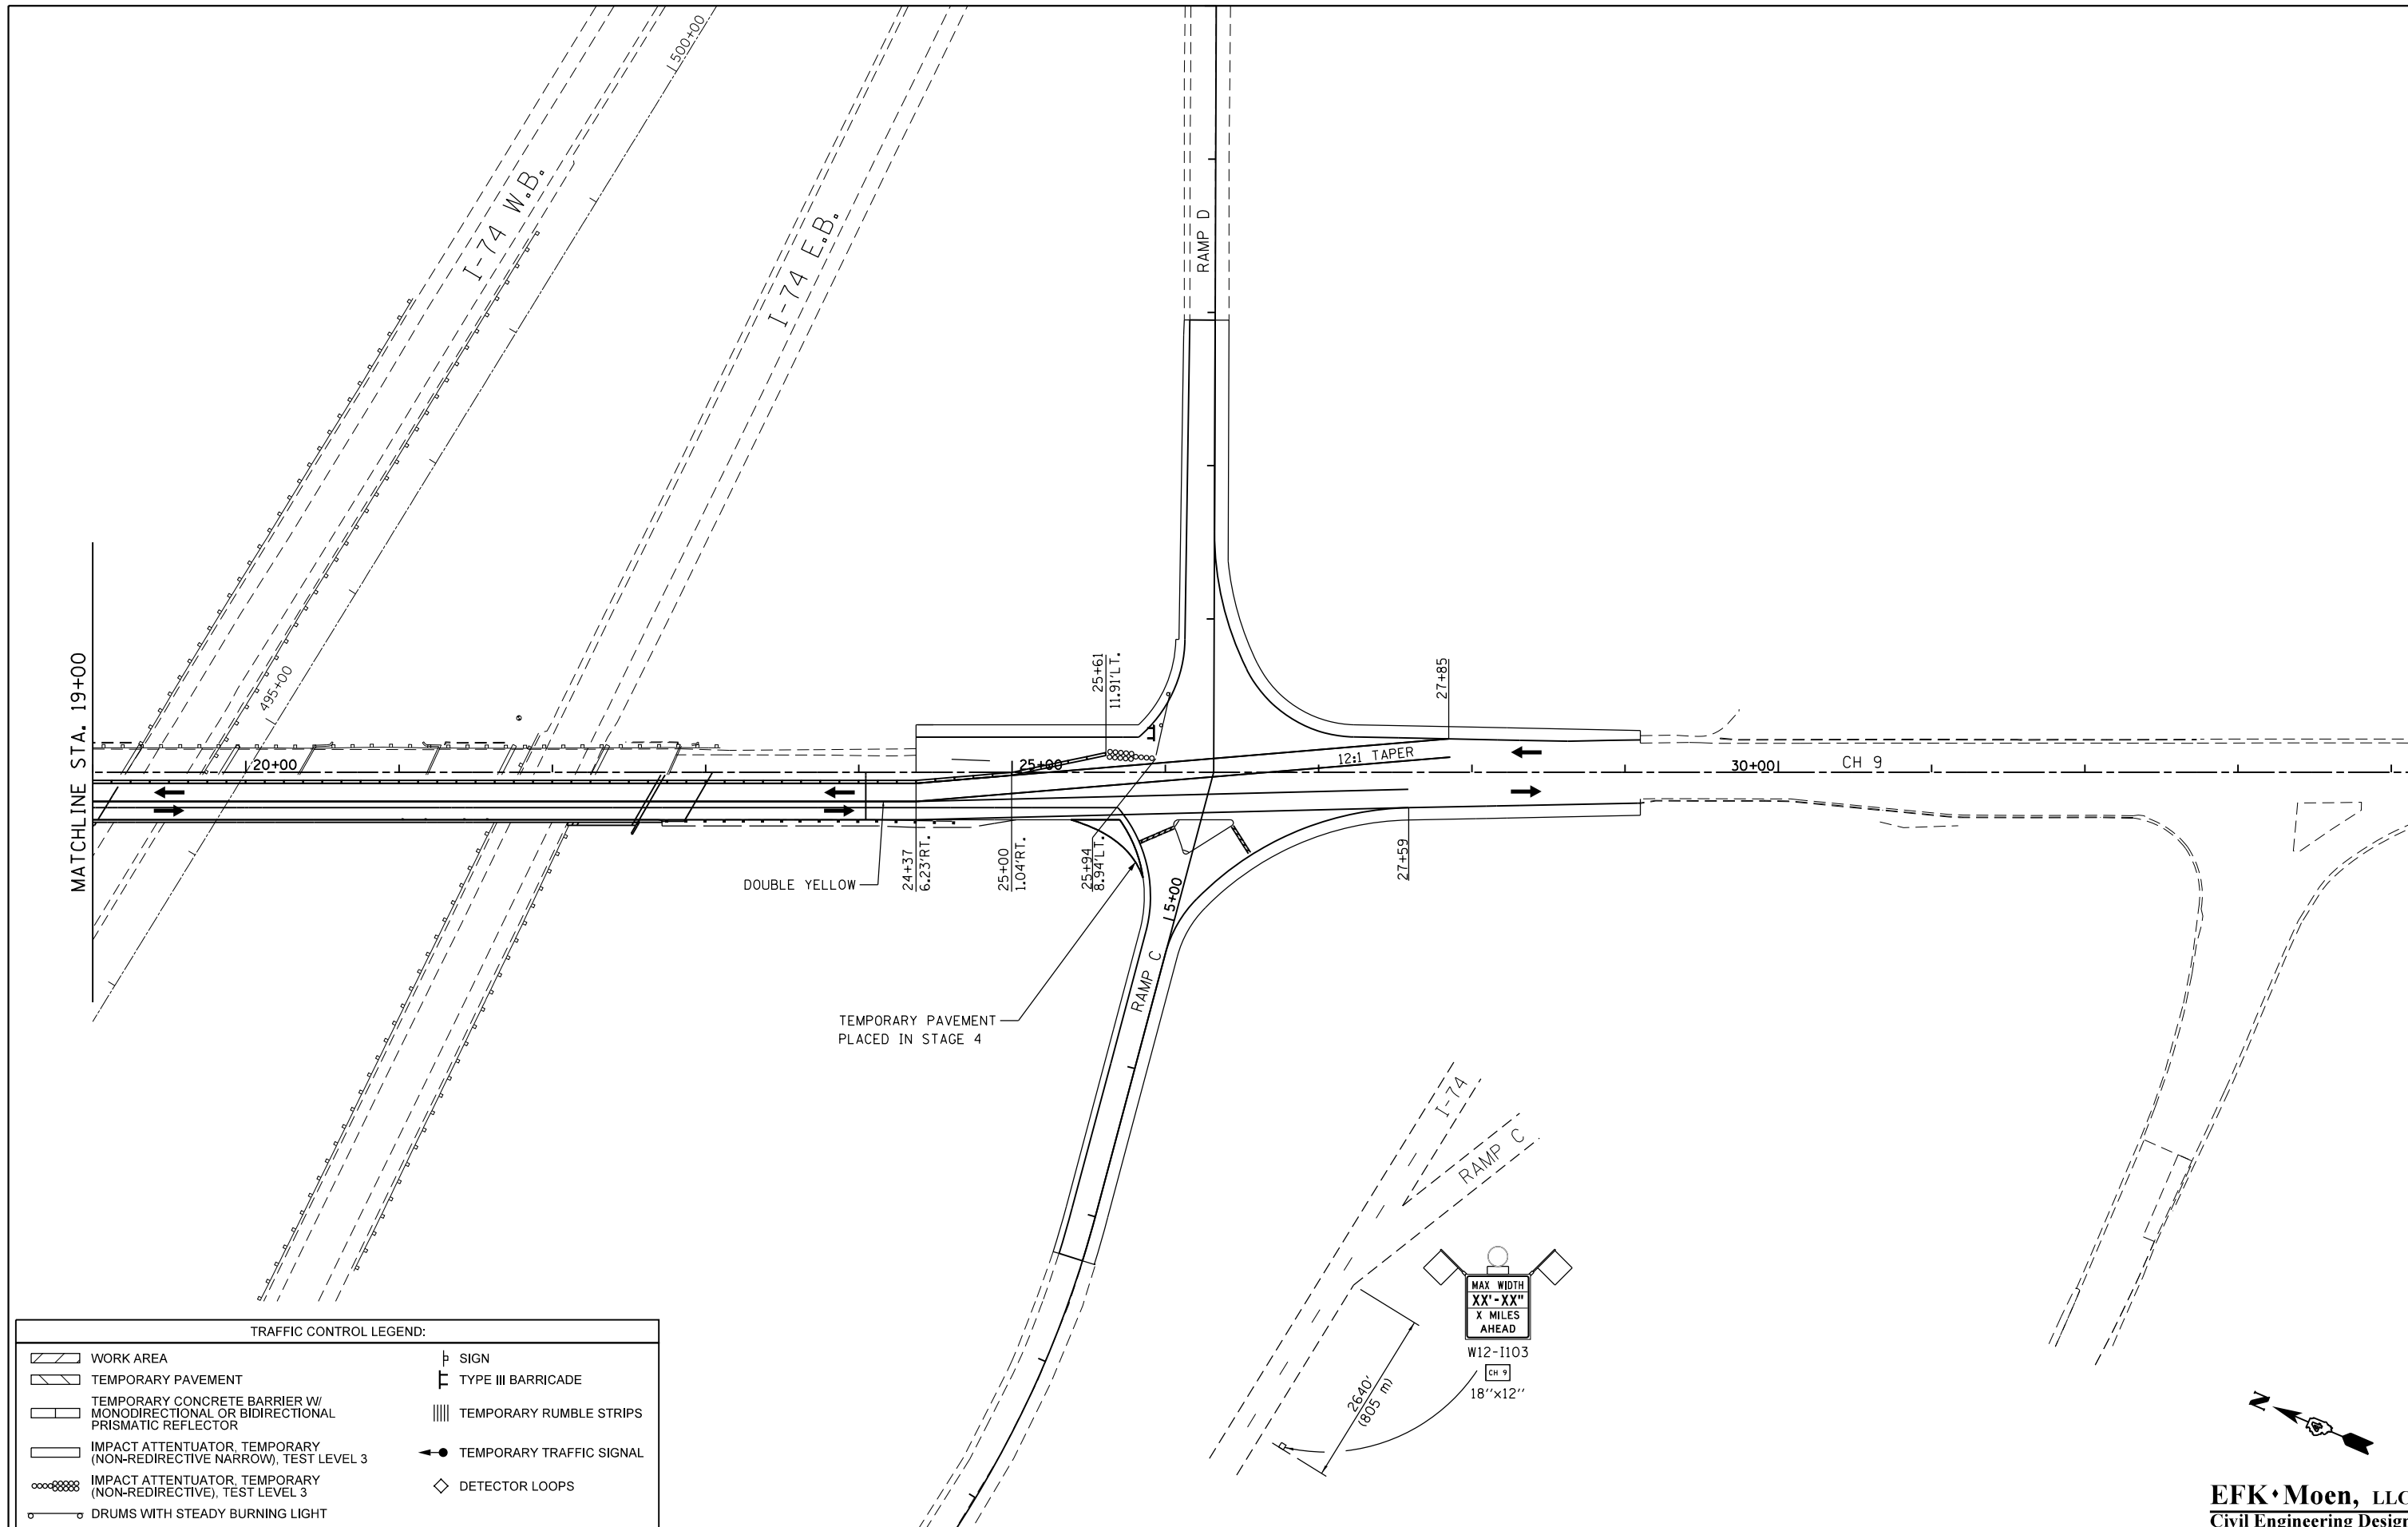 500+00
I-74 W.B.
I-74 E.B.
RAMP D
495+00
MATCHLINE STA. 19+00
25+61
11.91'LT.
27+85
20+00
25+00
12:1 TAPER
30+00
CH 9
DOUBLE YELLOW
24+37
6.23'RT.
25+00
1.04'RT.
25+94
8.94'LT.
27+59
5+00
RAMP C
TEMPORARY PAVEMENT
PLACED IN STAGE 4
I-74
RAMP C
MAX WIDTH
XX'-XX"
X MILES
AHEAD
W12-I103
CH 9
18"x12"
2640'
(805 m)
TRAFFIC CONTROL LEGEND:
WORK AREA
TEMPORARY PAVEMENT
TEMPORARY CONCRETE BARRIER W/
MONODIRECTIONAL OR BIDIRECTIONAL
PRISMATIC REFLECTOR
IMPACT ATTENTUATOR, TEMPORARY
(NON-REDIRECTIVE NARROW), TEST LEVEL 3
IMPACT ATTENTUATOR, TEMPORARY
(NON-REDIRECTIVE), TEST LEVEL 3
DRUMS WITH STEADY BURNING LIGHT
SIGN
TYPE III BARRICADE
TEMPORARY RUMBLE STRIPS
TEMPORARY TRAFFIC SIGNAL
DETECTOR LOOPS
N
EFK•Moen, LLC
Civil Engineering Design